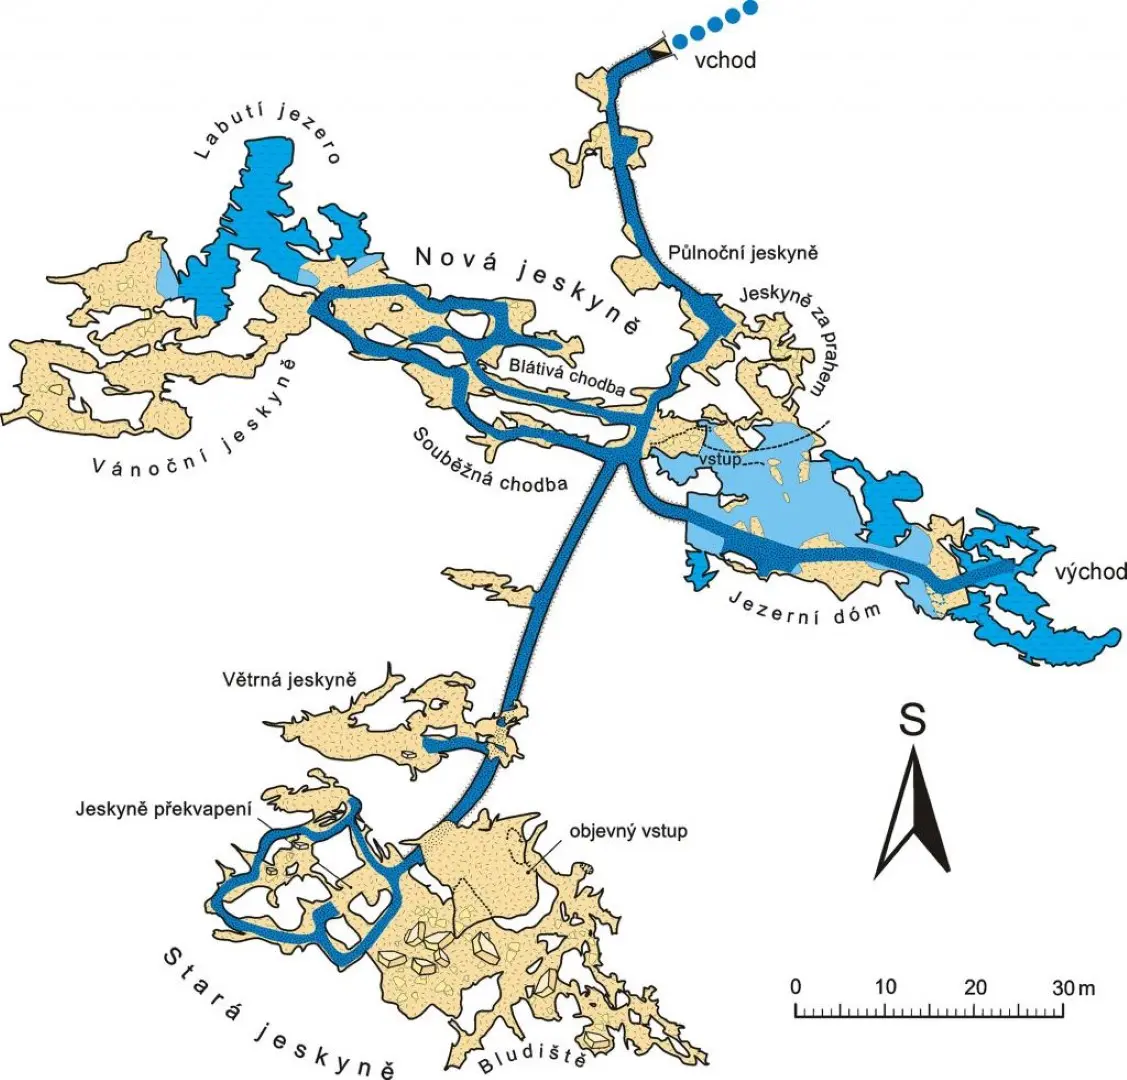 vchod
Labutí jezero
Nová jeskyně
Půlnoční jeskyně
Jeskyně za prahem
Blátivá chodba
Vánoční jeskyně
Souběžná chodba
vstup
východ
Jezerní dóm
Větrná jeskyně
S
Jeskyně překvapení
objevný vstup
Stará jeskyně
Bludiště
0 10 20 30 m